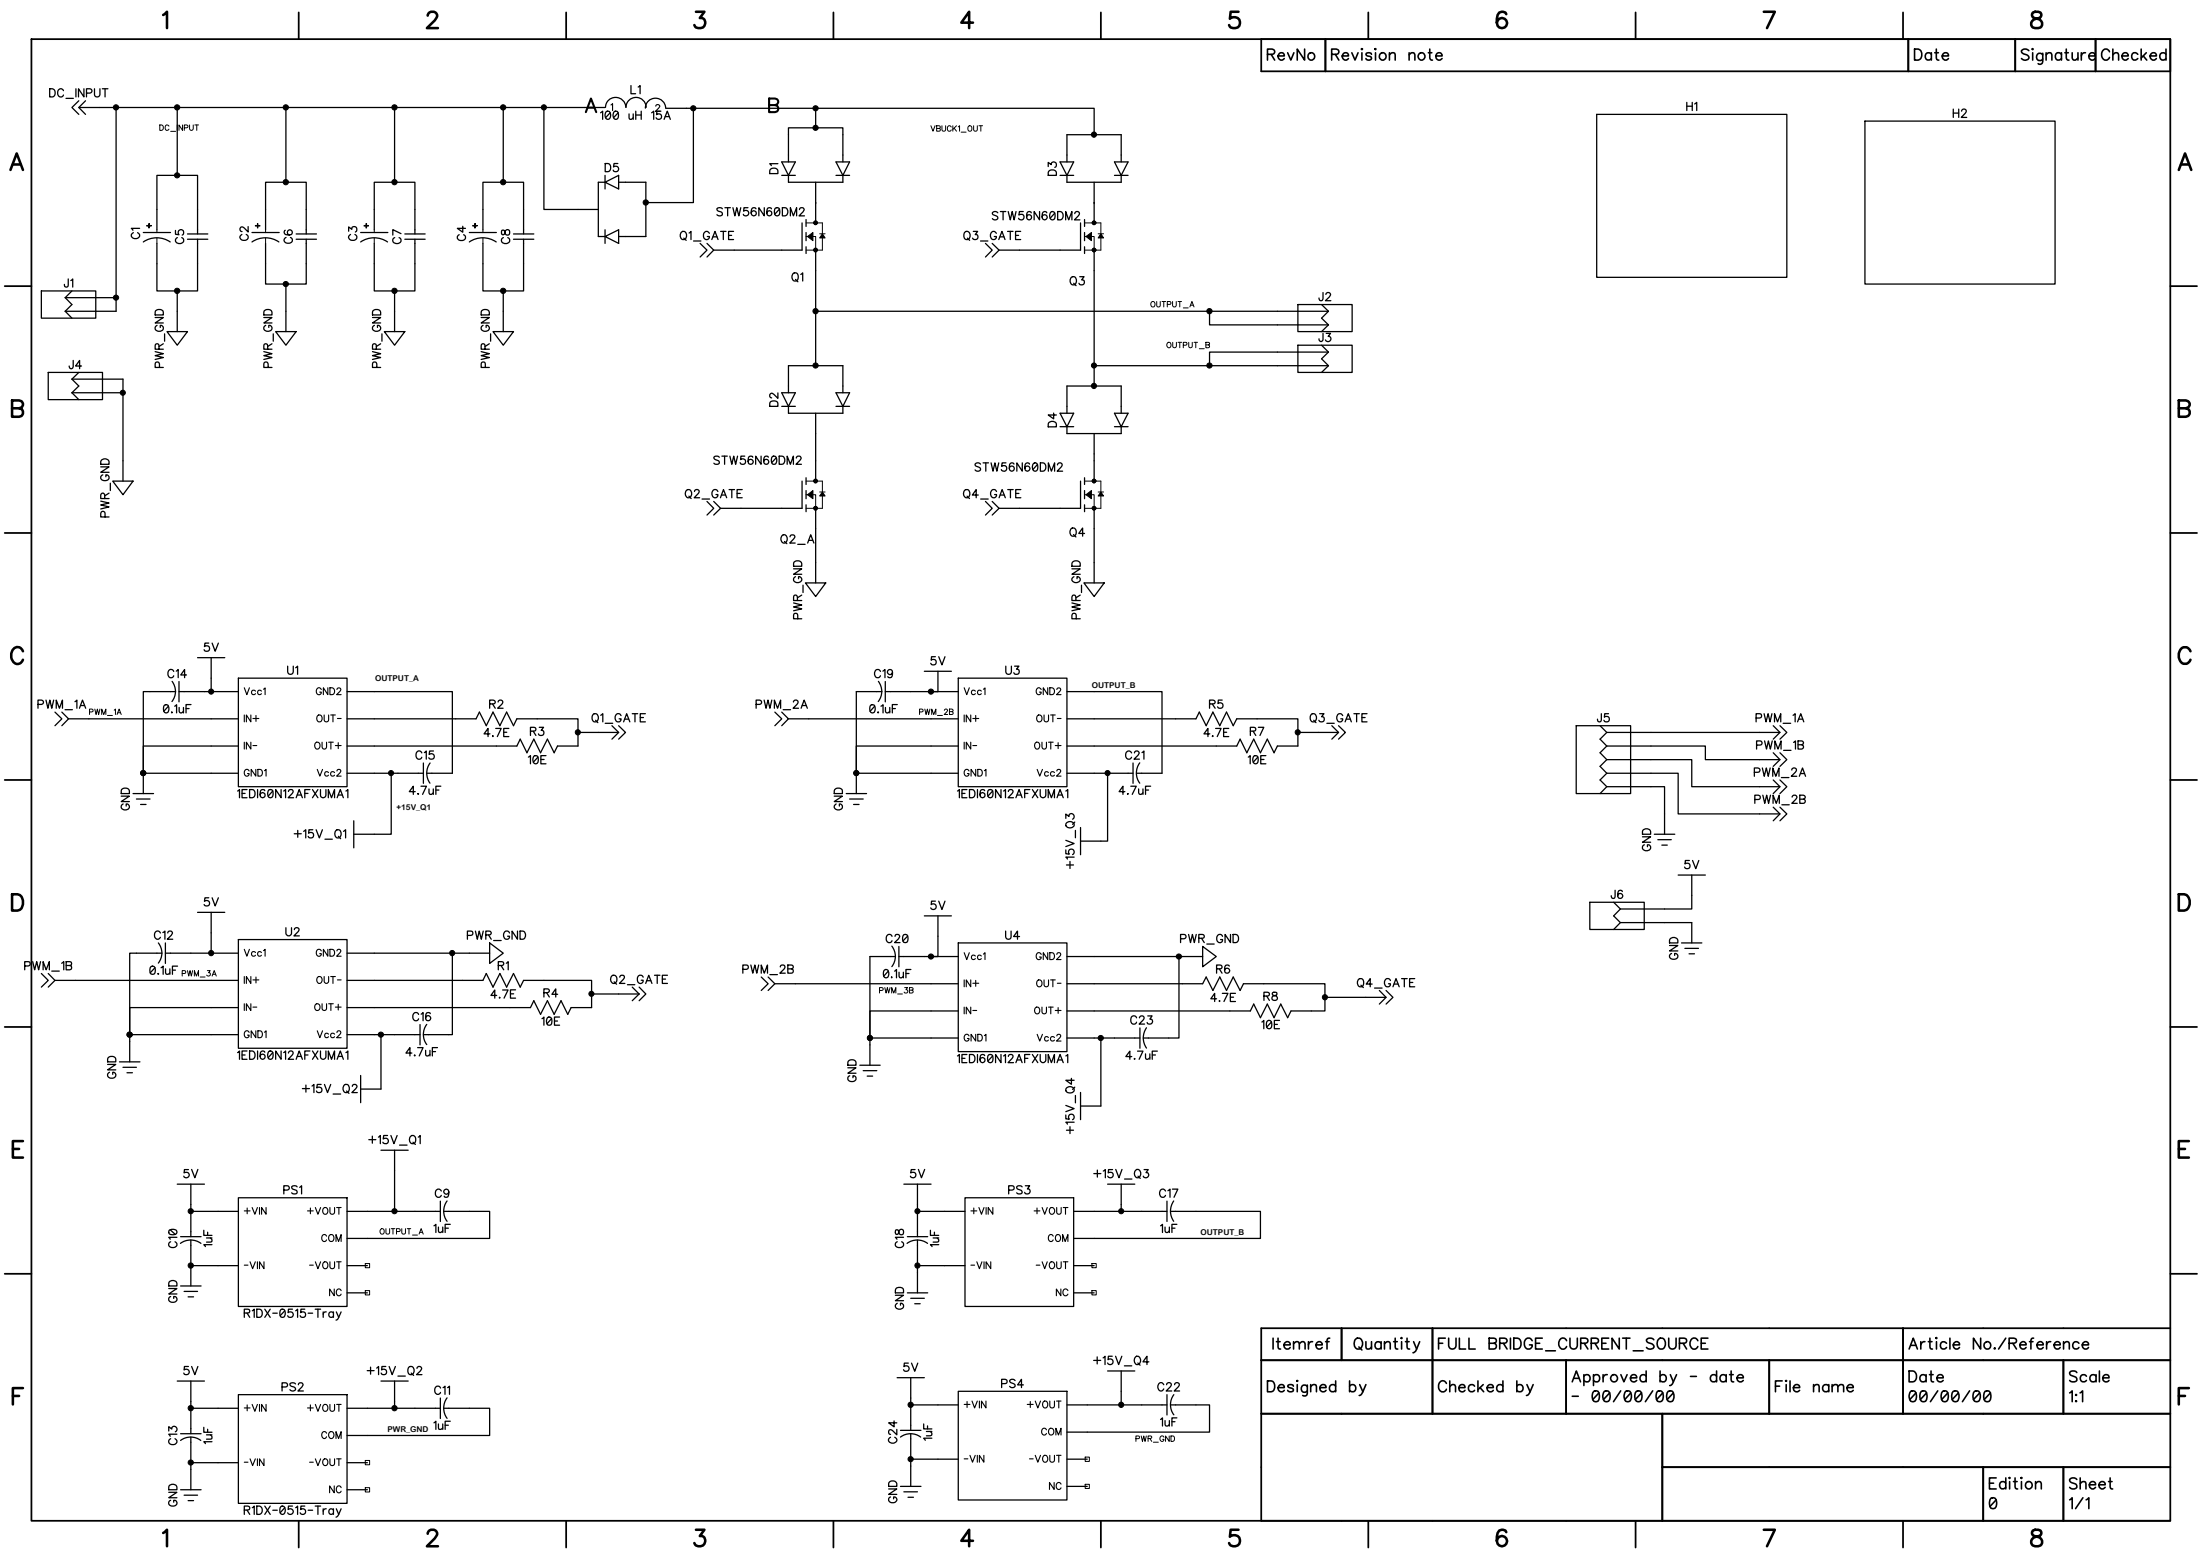 1 2 3 4 5 6 7 8
RevNo Revision note Date Signature Checked
A A
DC_INPUT
DC_INPUT
A
L1
1 2
100 uH 15A
B
VBUCK1_OUT
H1
H2
D5
D1
D3
C1 +
C5
C2 +
C6
C3 +
C7
C4 +
C8
STW56N60DM2
Q1_GATE
Q1
STW56N60DM2
Q3_GATE
Q3
J1
PWR_GND
PWR_GND
PWR_GND
PWR_GND
OUTPUT_A
J2
OUTPUT_B
J3
J4
B B
PWR_GND
D2
D4
STW56N60DM2
Q2_GATE
Q2_A
STW56N60DM2
Q4_GATE
Q4
PWR_GND
PWR_GND
C C
5V
C14
0.1uF
PWM_1A
PWM_1A
U1
Vcc1 GND2
IN+ OUT-
IN- OUT+
GND1 Vcc2
1EDI60N12AFXUMA1
OUTPUT_A
R2
4.7E
R3
10E
Q1_GATE
C15
4.7uF
+15V_Q1
+15V_Q1
GND
5V
C19
0.1uF
PWM_2A
PWM_2B
U3
Vcc1 GND2
IN+ OUT-
IN- OUT+
GND1 Vcc2
1EDI60N12AFXUMA1
OUTPUT_B
R5
4.7E
R7
10E
Q3_GATE
C21
4.7uF
+15V_Q3
GND
J5
PWM_1A
PWM_1B
PWM_2A
PWM_2B
GND
5V
J6
GND
D D
5V
C12
0.1uF
PWM_1B
PWM_3A
U2
Vcc1 GND2
IN+ OUT-
IN- OUT+
GND1 Vcc2
1EDI60N12AFXUMA1
PWR_GND
R1
4.7E
R4
10E
Q2_GATE
C16
4.7uF
+15V_Q2
GND
5V
C20
0.1uF
PWM_2B
PWM_3B
U4
Vcc1 GND2
IN+ OUT-
IN- OUT+
GND1 Vcc2
1EDI60N12AFXUMA1
PWR_GND
R6
4.7E
R8
10E
Q4_GATE
C23
4.7uF
+15V_Q4
GND
E E
5V
C10
1uF
GND
PS1
+VIN +VOUT
COM
-VIN -VOUT
NC
R1DX-0515-Tray
+15V_Q1
C9
1uF
OUTPUT_A
5V
C18
1uF
GND
PS3
+VIN +VOUT
COM
-VIN -VOUT
NC
+15V_Q3
C17
1uF
OUTPUT_B
F F
5V
C13
1uF
GND
PS2
+VIN +VOUT
COM
-VIN -VOUT
NC
R1DX-0515-Tray
+15V_Q2
C11
1uF
PWR_GND
5V
C24
1uF
GND
PS4
+VIN +VOUT
COM
-VIN -VOUT
NC
+15V_Q4
C22
1uF
PWR_GND
Itemref Quantity FULL BRIDGE_CURRENT_SOURCE Article No./Reference
Designed by Checked by Approved by - date File name Date Scale
- 00/00/00 00/00/00 1:1
Edition Sheet
0 1/1
1 2 3 4 5 6 7 8